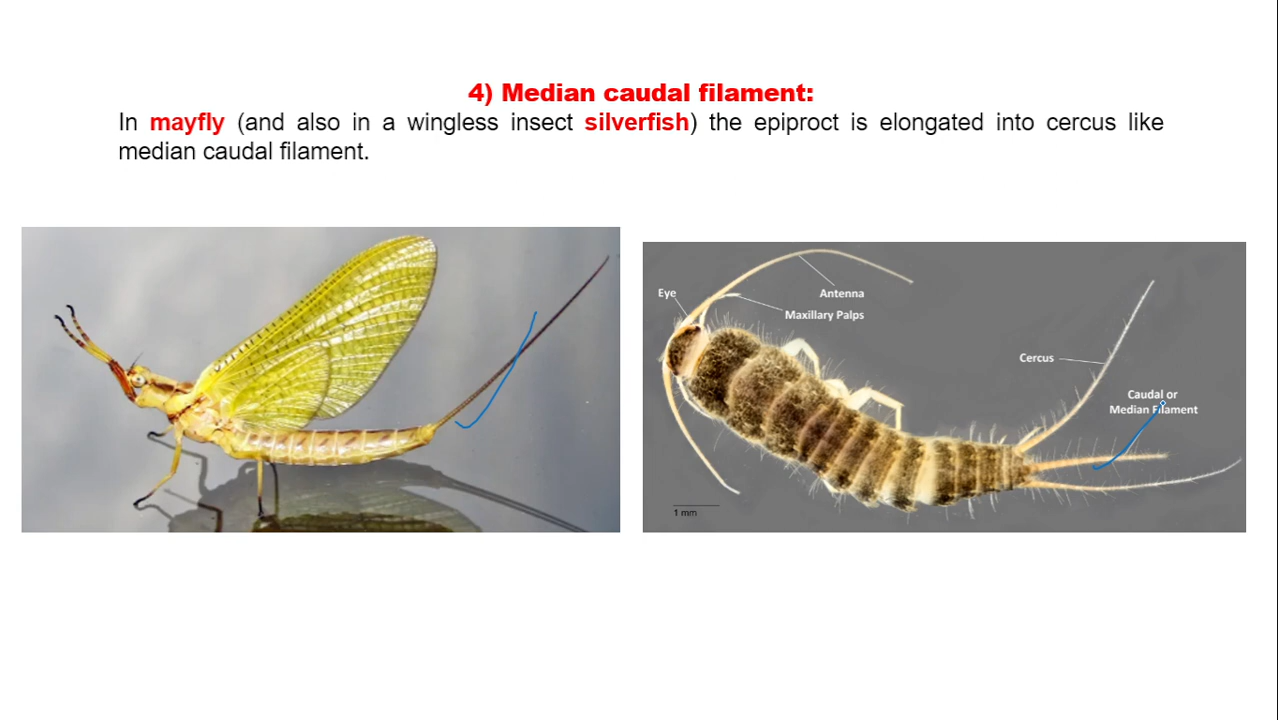 4) Median caudal filament:
In mayfly (and also in a wingless insect silverfish) the epiproct is elongated into cercus like
median caudal filament.
Eye
Antenna
Maxillary Palps
Cercus
Caudal or
Median Filament
1 mm